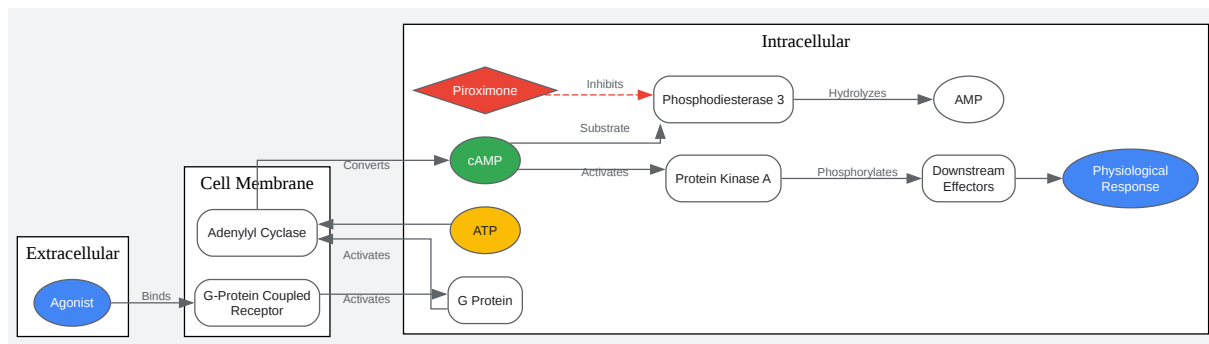 Intracellular
Piroximone
Inhibits
Phosphodiesterase 3
Hydrolyzes
AMP
Substrate
cAMP
Converts
Activates
Protein Kinase A
Phosphorylates
Downstream
Effectors
Physiological
Response
Cell Membrane
Adenylyl Cyclase
ATP
Activates
Extracellular
Agonist
Binds
G-Protein Coupled
Receptor
Activates
G Protein